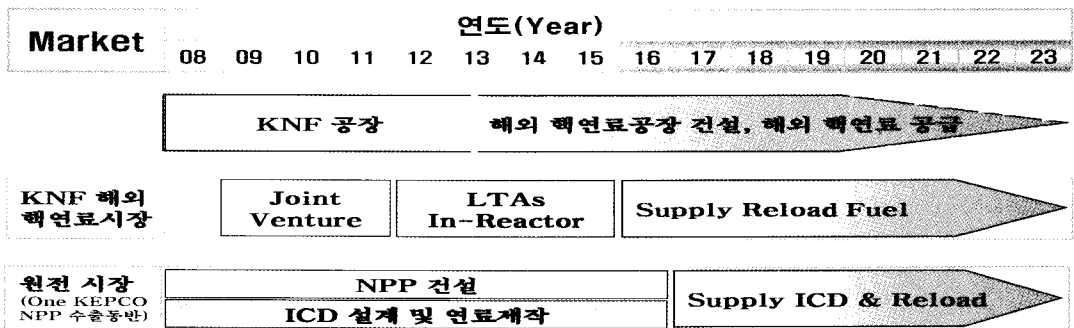 Market
연도(Year)
08 09 10 11 12 13 14 15 16 17 18 19 20 21 22 23
KNF 공장 해외 핵연료공장 건설, 해외 핵연료 공급
KNF 해외
핵연료시장
Joint
Venture
LTAs
In-Reactor
Supply Reload Fuel
원전 시장
(One KEPCO
NPP 수출동반)
NPP 건설
ICD 설계 및 연료제작
Supply ICD & Reload